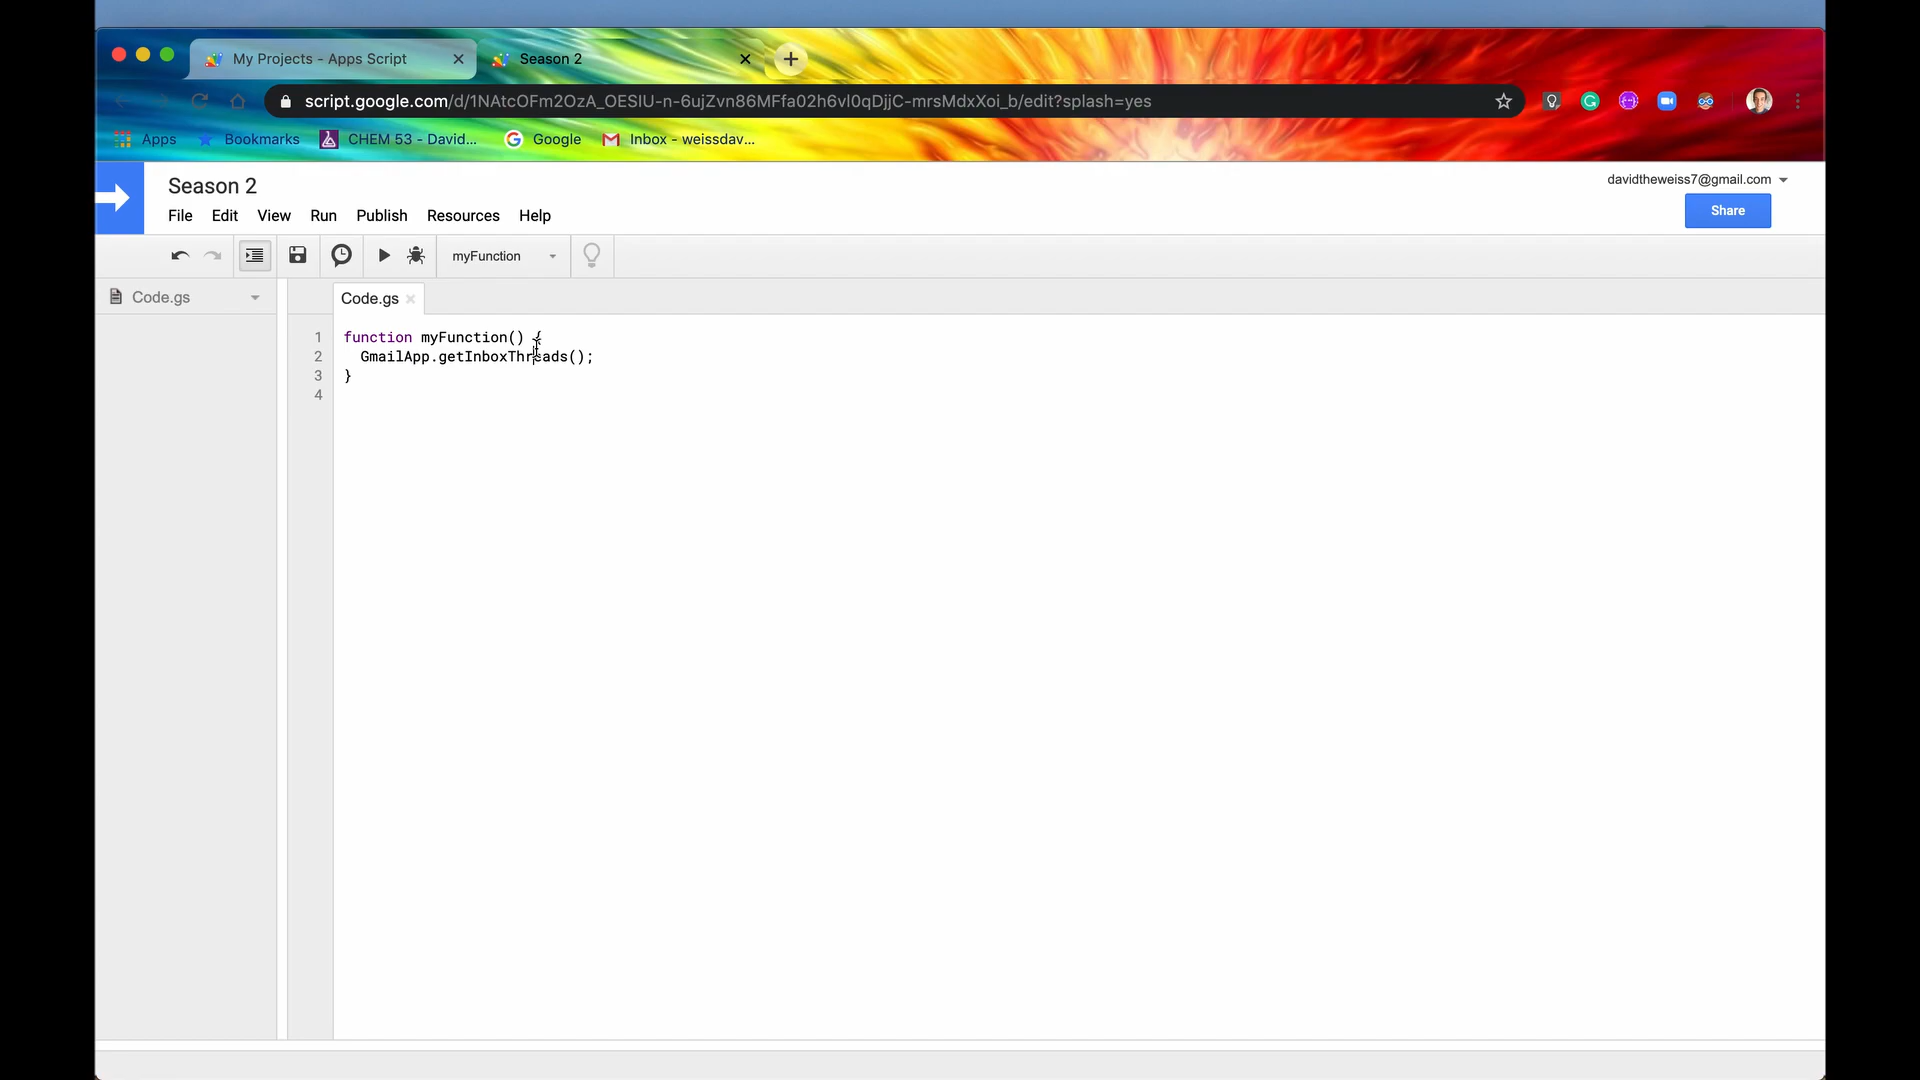 My Projects - Apps Script
Season 2
script.google.com/d/1NAtcOFm2OzA_OESIU-n-6ujZvn86MFfa02h6vl0qDjjC-mrsMdxXoi_b/edit?splash=yes
Apps Bookmarks CHEM 53 - David... Google Inbox - weissdav...
Season 2
davidtheweiss7@gmail.com
File Edit View Run Publish Resources Help
Share
myFunction
Code.gs
Code.gs
1 function myFunction() {
2 GmailApp.getInboxThreads();
3 }
4